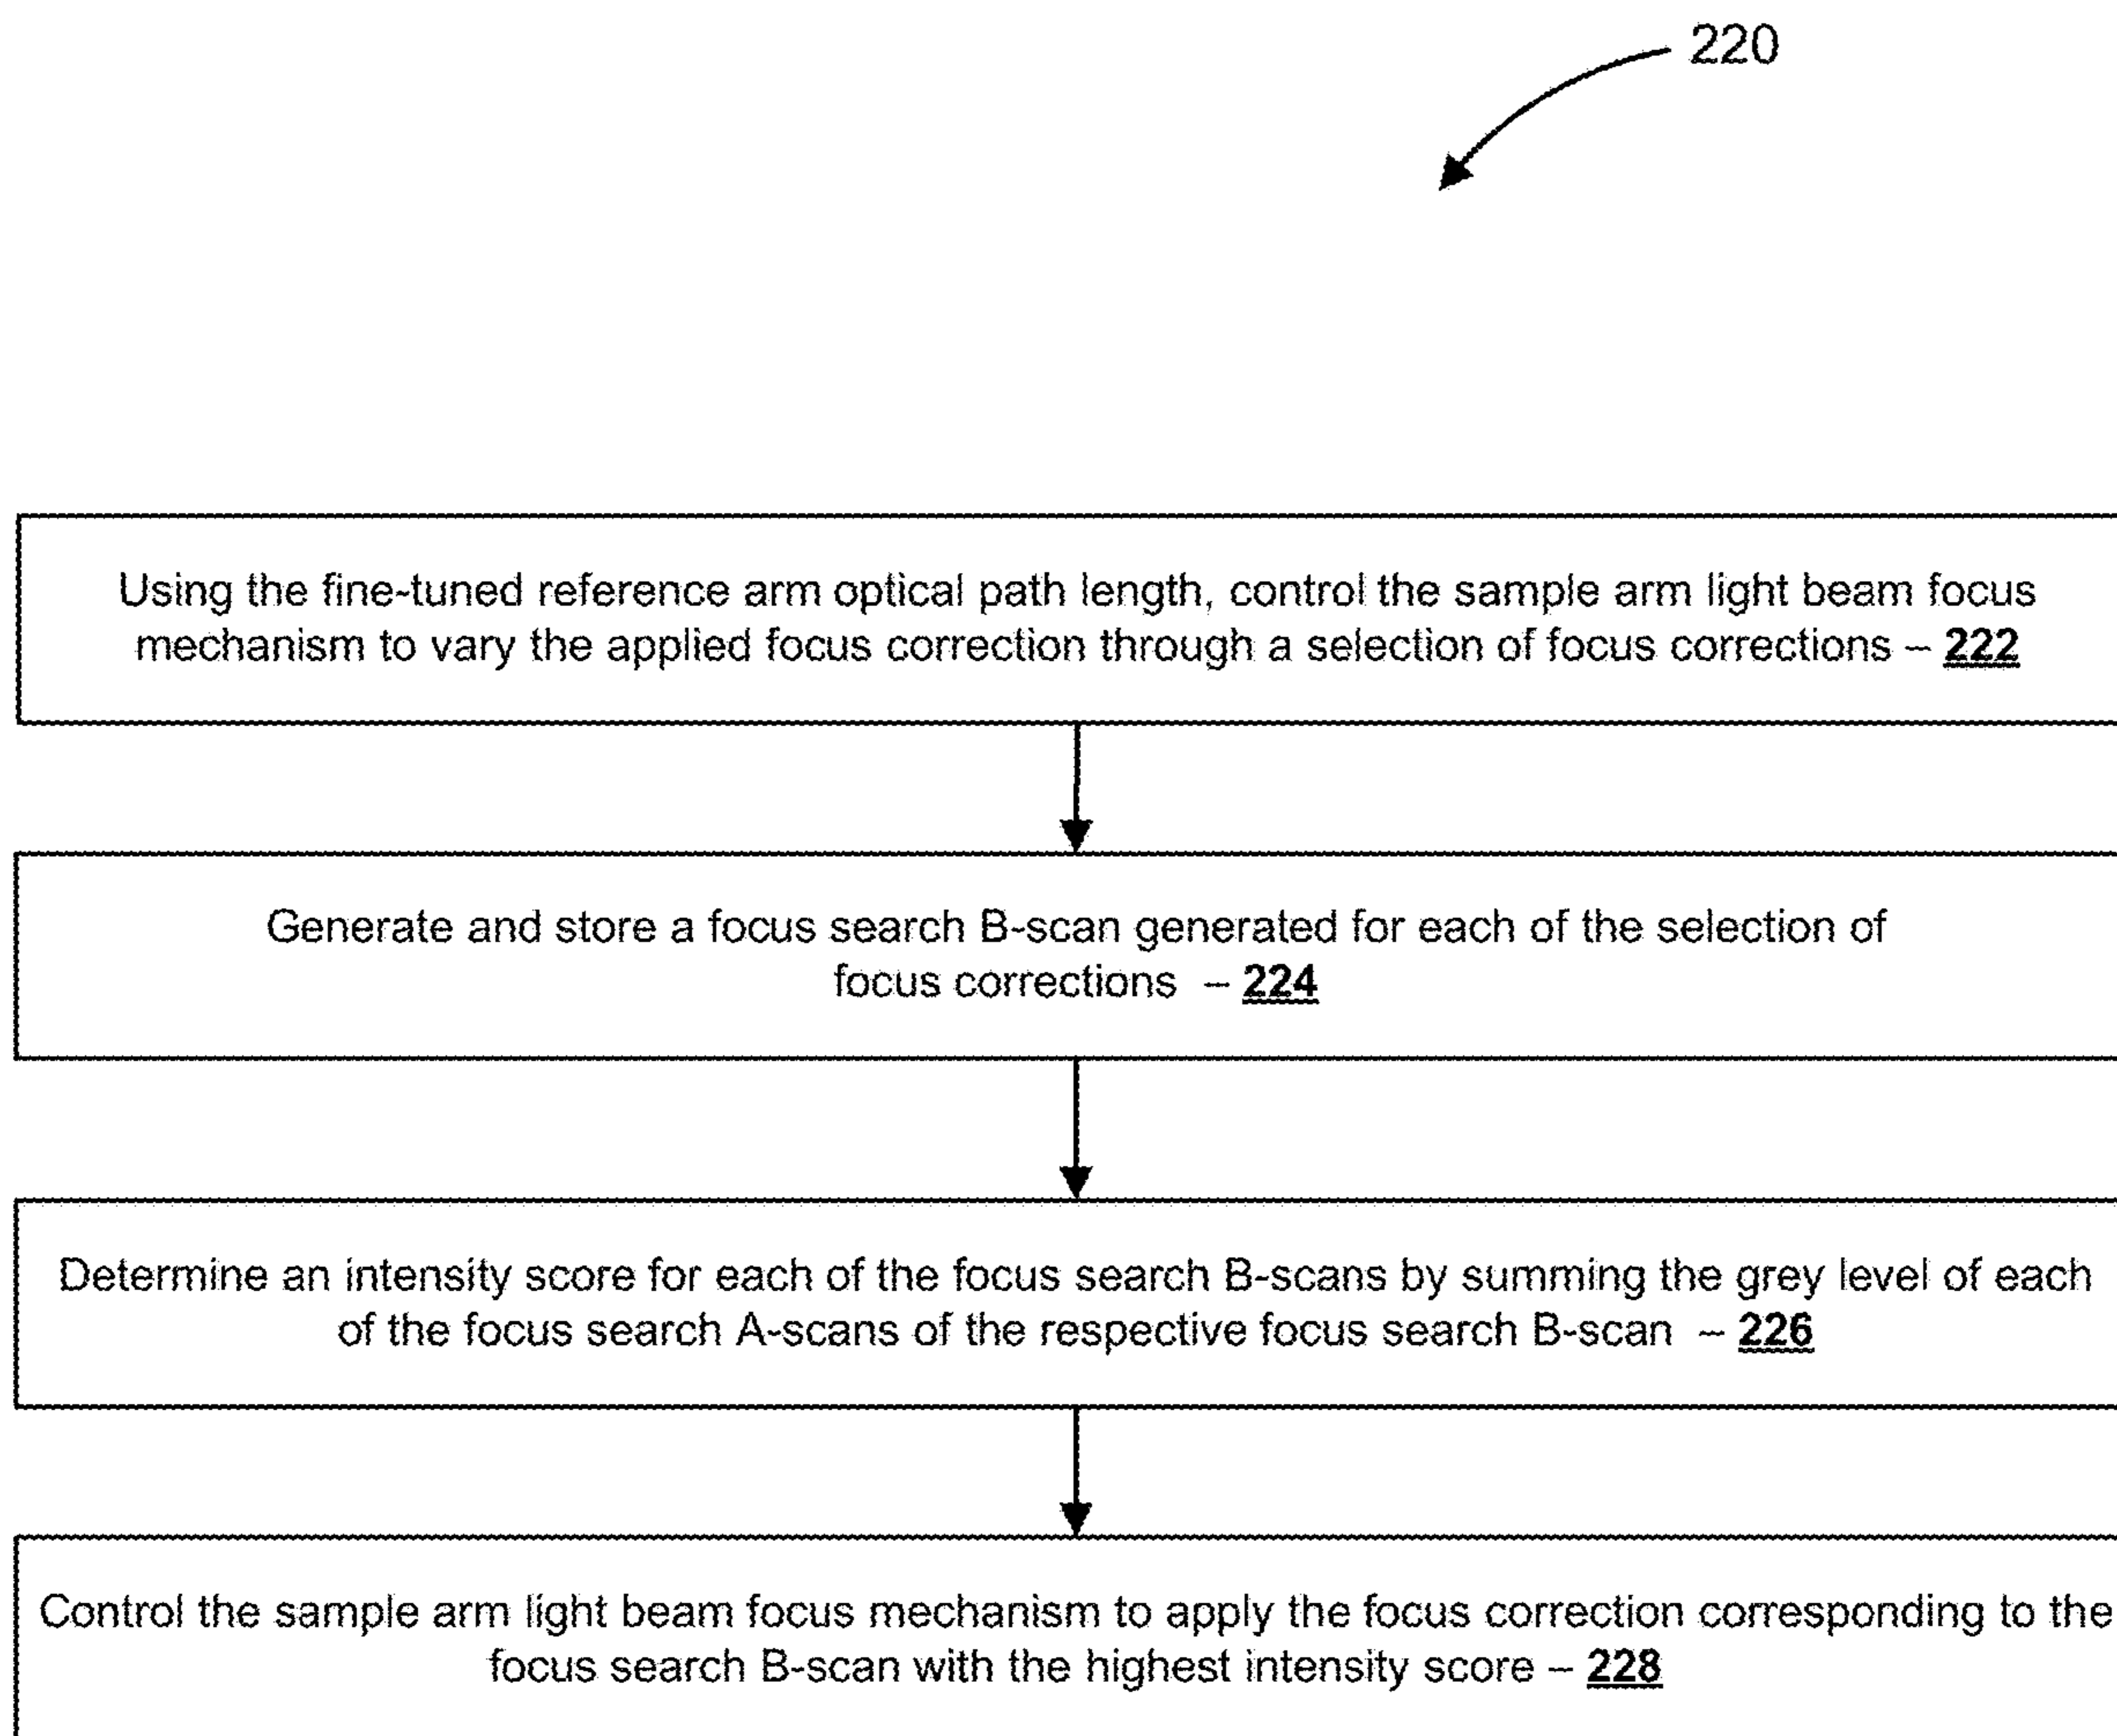 220
Using the fine-tuned reference arm optical path length, control the sample arm light beam focus
mechanism to vary the applied focus correction through a selection of focus corrections – 222
Generate and store a focus search B-scan generated for each of the selection of
focus corrections – 224
Determine an intensity score for each of the focus search B-scans by summing the grey level of each
of the focus search A-scans of the respective focus search B-scan – 226
Control the sample arm light beam focus mechanism to apply the focus correction corresponding to the
focus search B-scan with the highest intensity score – 228